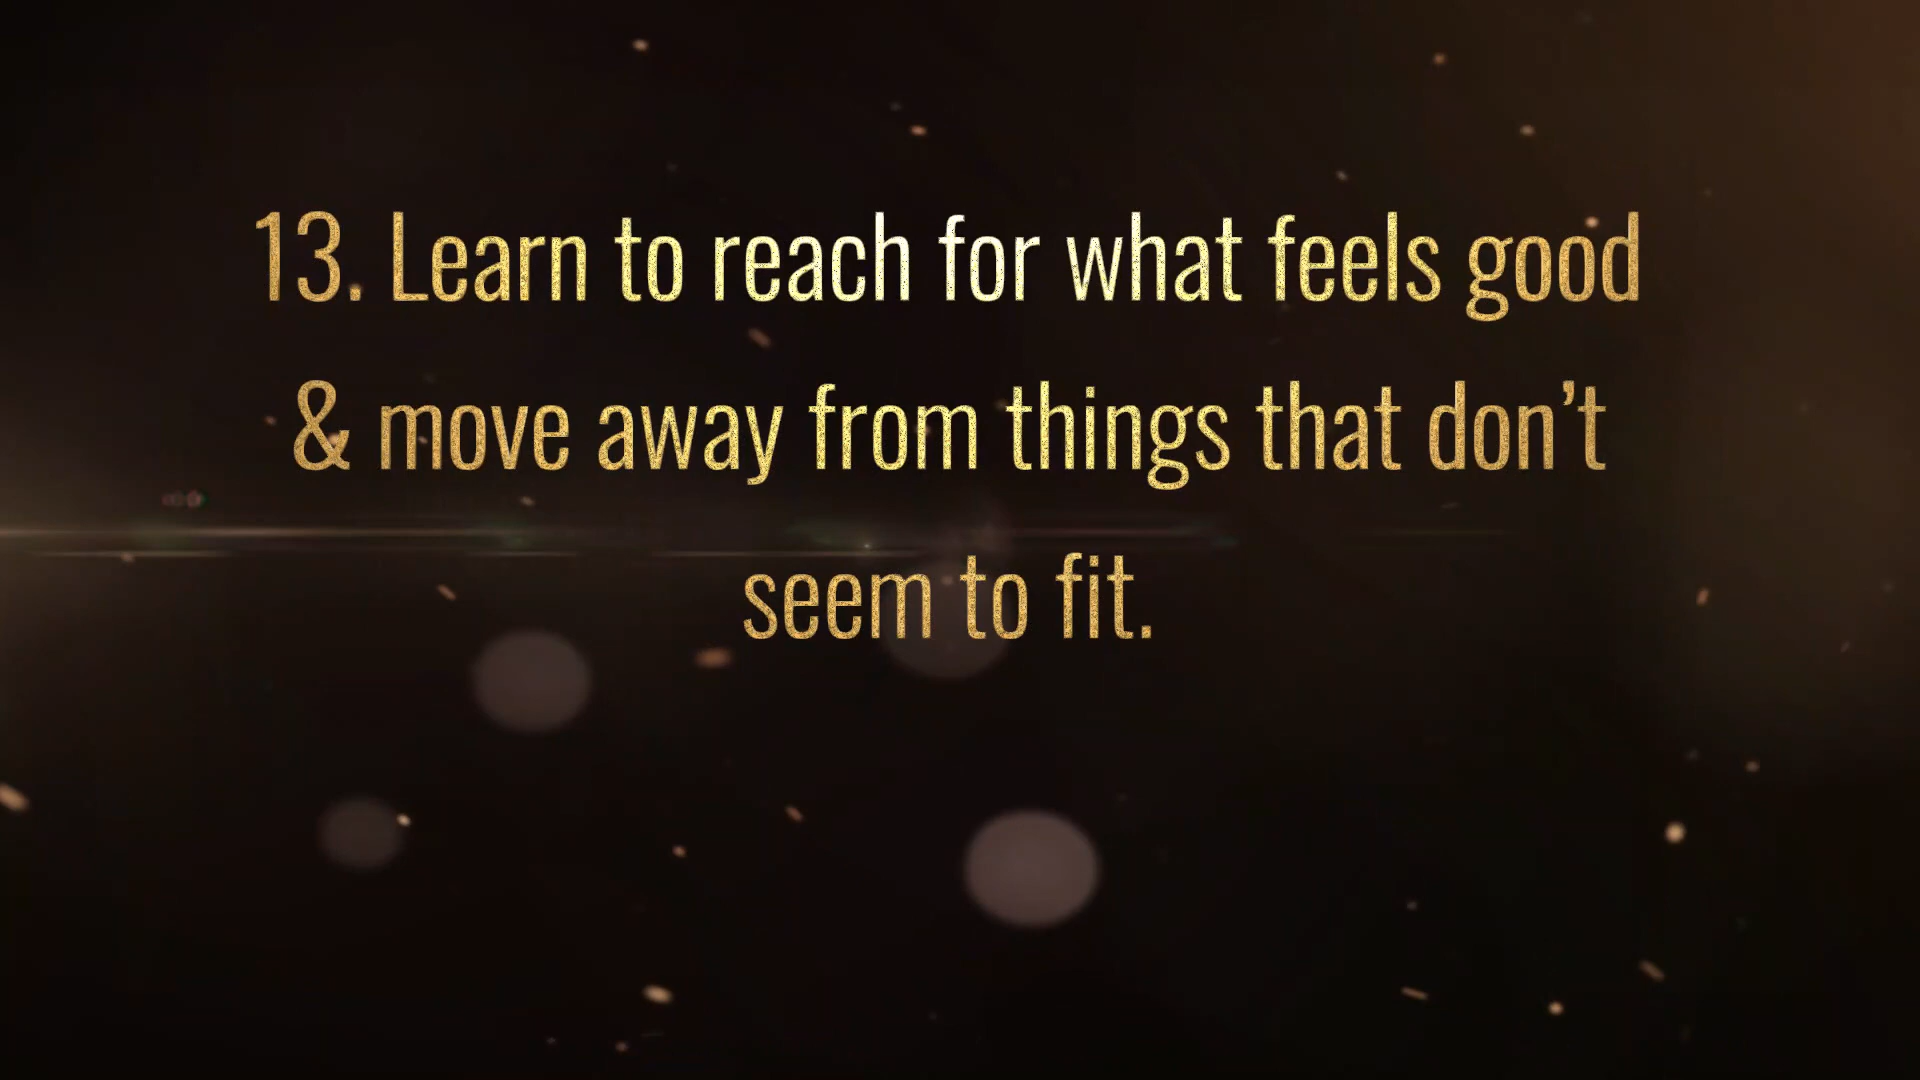 13. Learn to reach for what feels good
& move away from things that don’t
seem to fit.